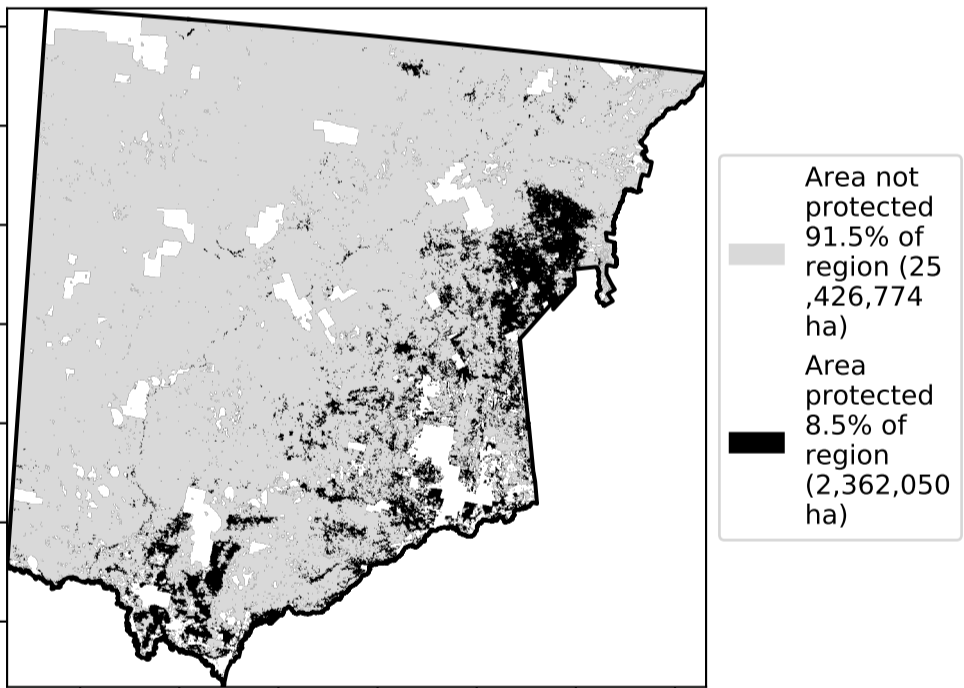 Area not
protected
91.5% of
region (25
,426,774
ha)
Area
protected
8.5% of
region
(2,362,050
ha)